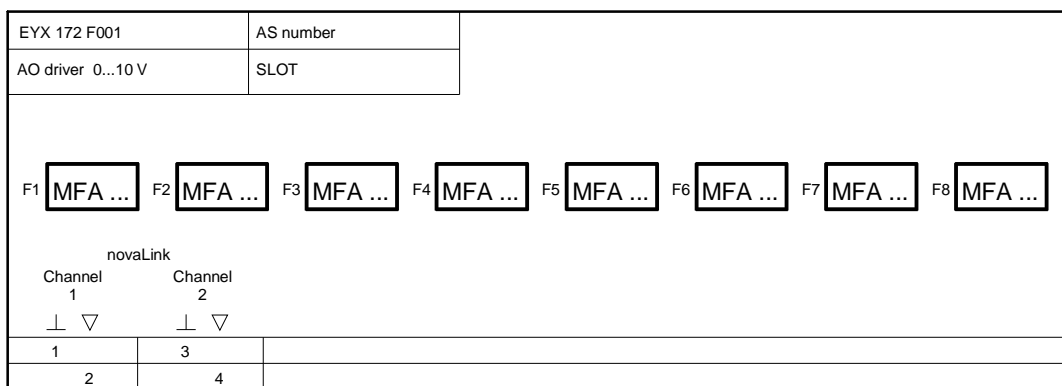 EYX 172 F001 AS number
AO driver 0...10 V SLOT
F1 MFA ... F2 MFA ... F3 MFA ... F4 MFA ... F5 MFA ... F6 MFA ... F7 MFA ... F8 MFA ...
novaLink
Channel Channel
1 2
1 3
2 4